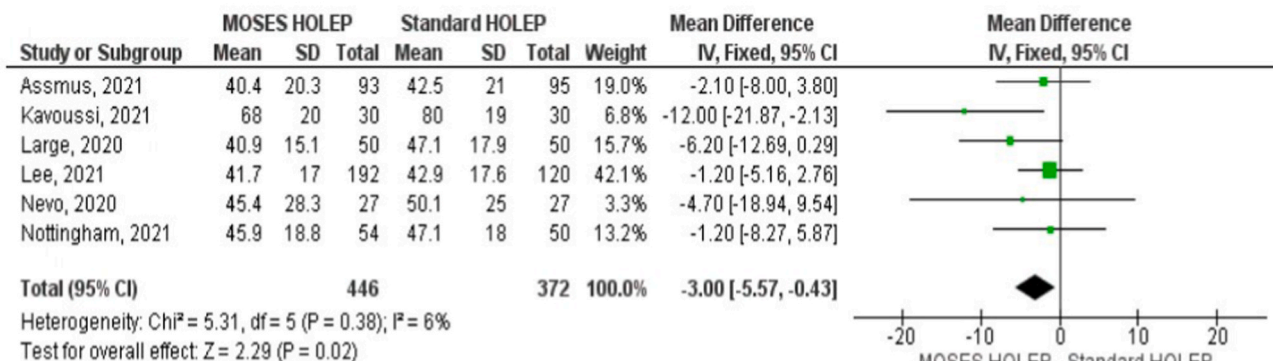 MOSES HOLEP Standard HOLEP Mean Difference Mean Difference
Study or Subgroup Mean SD Total Mean SD Total Weight IV, Fixed, 95% CI IV, Fixed, 95% CI
Assmus, 2021 40.4 20.3 93 42.5 21 95 19.0% -2.10 [-8.00, 3.80]
Kavoussi, 2021 68 20 30 80 19 30 6.8% -12.00 [-21.87, -2.13]
Large, 2020 40.9 15.1 50 47.1 17.9 50 15.7% -6.20 [-12.69, 0.29]
Lee, 2021 41.7 17 192 42.9 17.6 120 42.1% -1.20 [-5.16, 2.76]
Nevo, 2020 45.4 28.3 27 50.1 25 27 3.3% -4.70 [-18.94, 9.54]
Nottingham, 2021 45.9 18.8 54 47.1 18 50 13.2% -1.20 [-8.27, 5.87]
Total (95% CI) 446 372 100.0% -3.00 [-5.57, -0.43]
Heterogeneity: Chi² = 5.31, df = 5 (P = 0.38); I² = 6%
Test for overall effect: Z = 2.29 (P = 0.02)
-20 -10 0 10 20
MOSES HOLEP Standard HOLEP